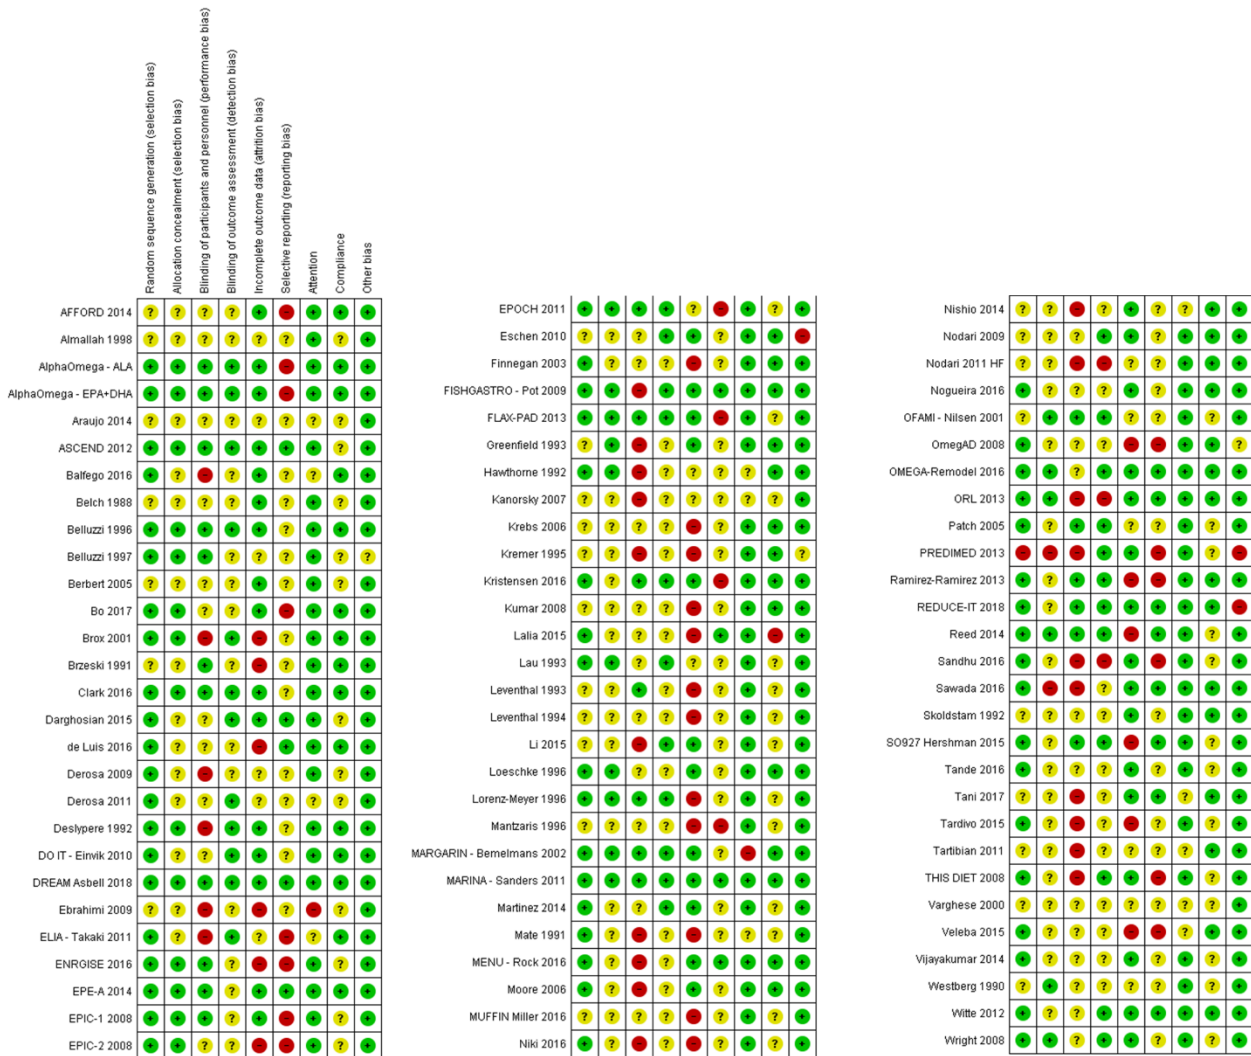 Random sequence generation (selection bias)
Allocation concealment (selection bias)
Blinding of participants and personnel (performance bias)
Blinding of outcome assessment (detection bias)
Incomplete outcome data (attrition bias)
Selective reporting (reporting bias)
Attention
Compliance
Other bias
AFFORD 2014 ? ? ? ? + - + + +
Almallah 1998 ? ? ? ? ? ? + ? +
AlphaOmega - ALA + + + + + - + + +
AlphaOmega - EPA+DHA + + + + + - + + +
Araujo 2014 ? ? ? ? ? ? ? ? +
ASCEND 2012 + + + + + + + ? +
Balfego 2016 + ? - ? + ? ? + +
Belch 1988 ? ? ? ? + ? + ? +
Belluzzi 1996 + + + + + ? + + +
Belluzzi 1997 + + + ? ? ? + ? ?
Berbert 2005 ? ? ? ? + ? + ? +
Bo 2017 + + ? ? + - + + +
Brox 2001 + + - + - ? + + +
Brzeski 1991 ? ? + ? - ? + + +
Clark 2016 + + + + + ? + + +
Darghosian 2015 + ? ? + + + + ? +
de Luis 2016 + ? ? ? - + + + +
Derosa 2009 + ? - ? ? ? + ? +
Derosa 2011 + ? ? + ? ? ? ? +
Deslypere 1992 + + - + + ? + + +
DO IT - Einvik 2010 + ? ? + + ? + + +
DREAM Asbell 2018 + + + + + + + + +
Ebrahimi 2009 ? ? - ? - ? - ? +
ELIA - Takaki 2011 + ? - + ? - ? + +
ENRGISE 2016 + + + ? - - + ? +
EPE-A 2014 + + + ? + + + + +
EPIC-1 2008 + + + ? + - + ? +
EPIC-2 2008 + + ? ? - - + ? +
EPOCH 2011 + + + + ? - + ? +
Eschen 2010 ? ? ? + + ? + + -
Finnegan 2003 + ? ? ? - ? + + +
FISHGASTRO - Pot 2009 + + - + + + + + +
FLAX-PAD 2013 + + + + + - + ? +
Greenfield 1993 ? + - ? + ? + + +
Hawthorne 1992 + + - ? ? ? ? + +
Kanorsky 2007 ? ? - ? ? ? ? ? +
Krebs 2006 ? ? ? ? - ? + + +
Kremer 1995 ? ? - ? - ? + + ?
Kristensen 2016 + ? + + + - + + +
Kumar 2008 ? ? ? ? - ? + + +
Lalia 2015 + ? ? ? - + + - +
Lau 1993 + + ? + ? ? + ? +
Leventhal 1993 ? ? + ? - ? + ? +
Leventhal 1994 ? ? ? ? - ? + ? +
Li 2015 ? ? - + + ? + ? +
Loeschke 1996 + + ? ? + ? + + +
Lorenz-Meyer 1996 + + + + - ? + ? +
Mantzaris 1996 ? ? ? ? - - + ? +
MARGARIN - Bemelmans 2002 + + + + + ? - + +
MARINA - Sanders 2011 + + + + + + + + +
Martinez 2014 + ? ? + + ? + ? +
Mate 1991 + ? - ? - ? + ? +
MENU - Rock 2016 + ? - ? + + + + +
Moore 2006 + ? - ? ? + + ? +
MUFFIN Miller 2016 ? ? ? ? - ? + ? +
Niki 2016 + ? - ? - ? + + +
Nishio 2014 ? ? - ? + ? ? + +
Nodari 2009 ? ? ? + + ? + + +
Nodari 2011 HF ? ? - - ? ? + + +
Nogueira 2016 + ? ? ? + ? + + +
OFAMI - Nilsen 2001 ? + + + ? ? + ? +
OmegAD 2008 + ? ? ? - - + + ?
OMEGA-Remodel 2016 + + ? + + + + + +
ORL 2013 + + - - + + + + +
Patch 2005 + ? + + ? ? + ? +
PREDIMED 2013 - - - + + - + ? -
Ramirez-Ramirez 2013 + ? + + - - + + +
REDUCE-IT 2018 + ? + + + + + + -
Reed 2014 + + + + - + + ? +
Sandhu 2016 + ? - - + - + ? +
Sawada 2016 + - - ? + + + + +
Skoldstam 1992 ? ? ? ? + ? + + +
SO927 Hershman 2015 + ? + + - + + ? +
Tande 2016 + ? ? ? + ? + ? +
Tani 2017 ? ? - ? + + ? + +
Tardivo 2015 + ? - ? - ? + ? +
Tartibian 2011 ? ? - ? ? ? ? + +
THIS DIET 2008 + ? - + + - + ? +
Varghese 2000 ? ? ? ? ? ? ? ? +
Veleba 2015 + ? ? ? - - ? + +
Vijayakumar 2014 + ? ? ? + ? + ? +
Westberg 1990 ? + ? ? ? ? + ? +
Witte 2012 + ? ? + + + + + +
Wright 2008 + + ? + + ? + ? +